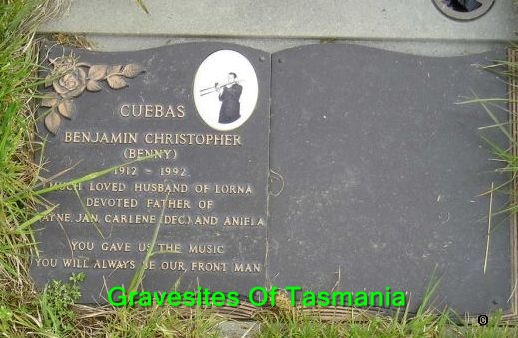 CUEBAS
BENJAMIN CHRISTOPHER
(BENNY)
1912 ~ 1992
MUCH LOVED HUSBAND OF LORNA
DEVOTED FATHER OF
AYNE, JAN, CARLENE (DEC.) AND ANIELA
YOU GAVE US THE MUSIC
YOU WILL ALWAYS BE OUR FRONT MAN
Gravesites Of Tasmania
©